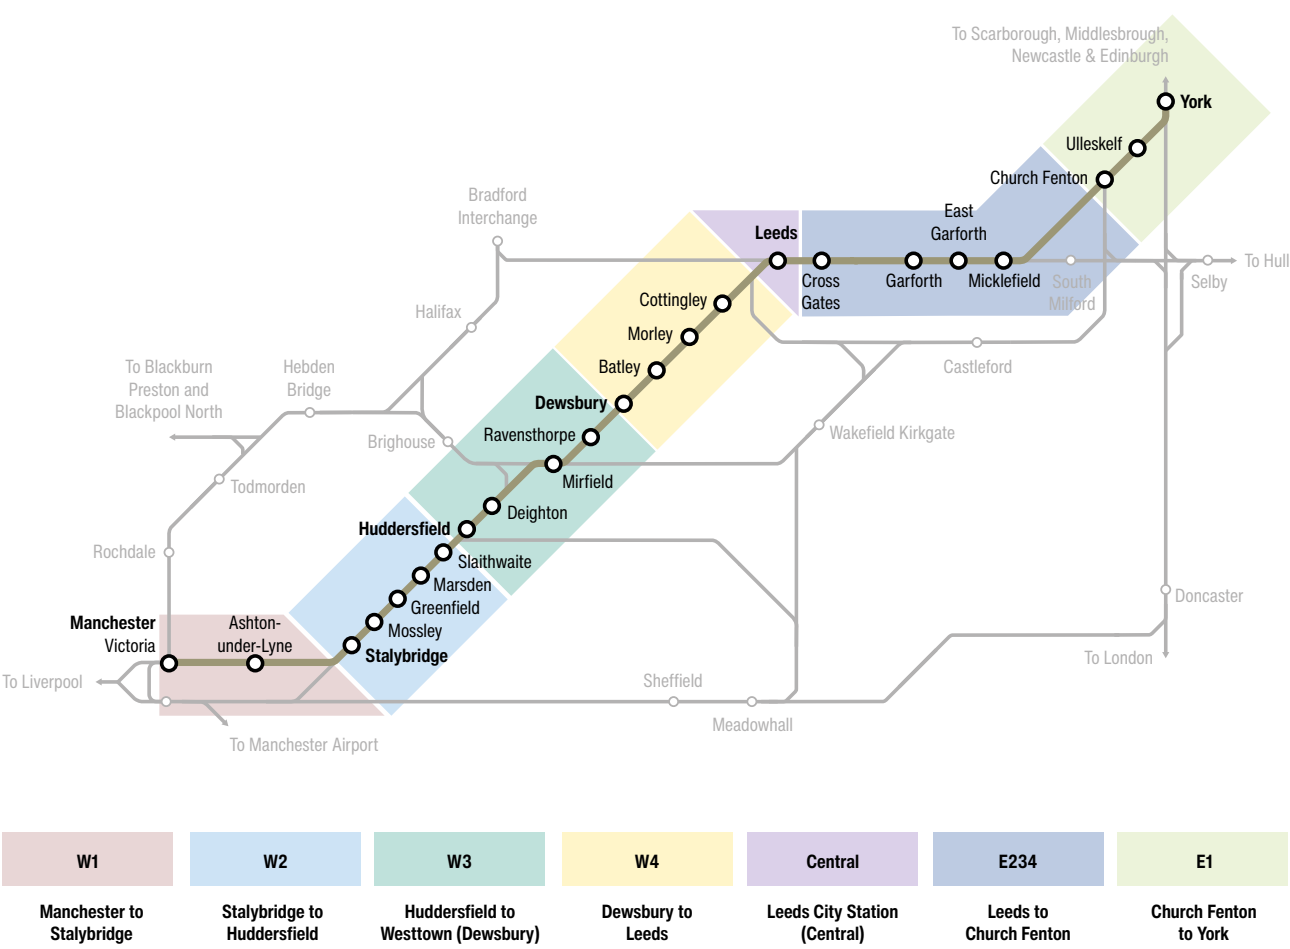 To Scarborough, Middlesbrough,
Newcastle & Edinburgh
York
Ulleskelf
Church Fenton
Bradford
Interchange
East
Garforth
Leeds
To Hull
Cross
Gates
Garforth
Micklefield
South
Milford
Selby
Cottingley
Halifax
Morley
To Blackburn
Preston and
Blackpool North
Hebden
Bridge
Batley
Castleford
Dewsbury
Ravensthorpe
Brighouse
Wakefield Kirkgate
Mirfield
Todmorden
Deighton
Huddersfield
Rochdale
Slaithwaite
Marsden
Greenfield
Doncaster
Manchester
Victoria
Ashton-
under-Lyne
Mossley
Stalybridge
To London
To Liverpool
Sheffield
Meadowhall
To Manchester Airport
W1
W2
W3
W4
Central
E234
E1
Manchester to
Stalybridge
Stalybridge to
Huddersfield
Huddersfield to
Westtown (Dewsbury)
Dewsbury to
Leeds
Leeds City Station
(Central)
Leeds to
Church Fenton
Church Fenton
to York